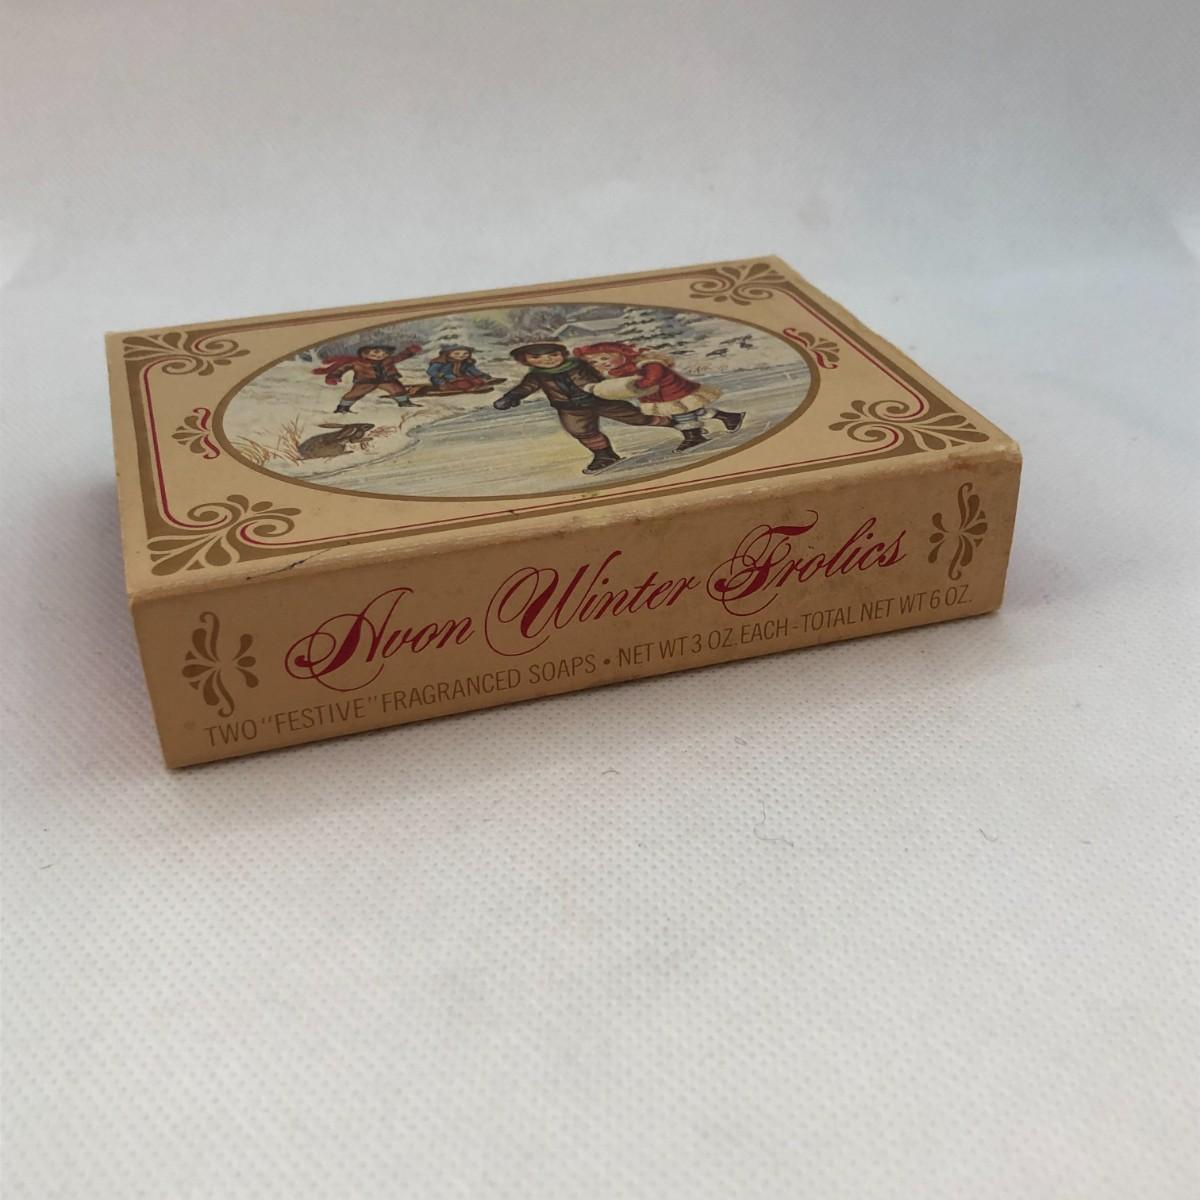 Avon Winter Frolics
TWO "FESTIVE" FRAGRANCED SOAPS • NET WT 3 OZ. EACH - TOTAL NET WT 6 OZ.